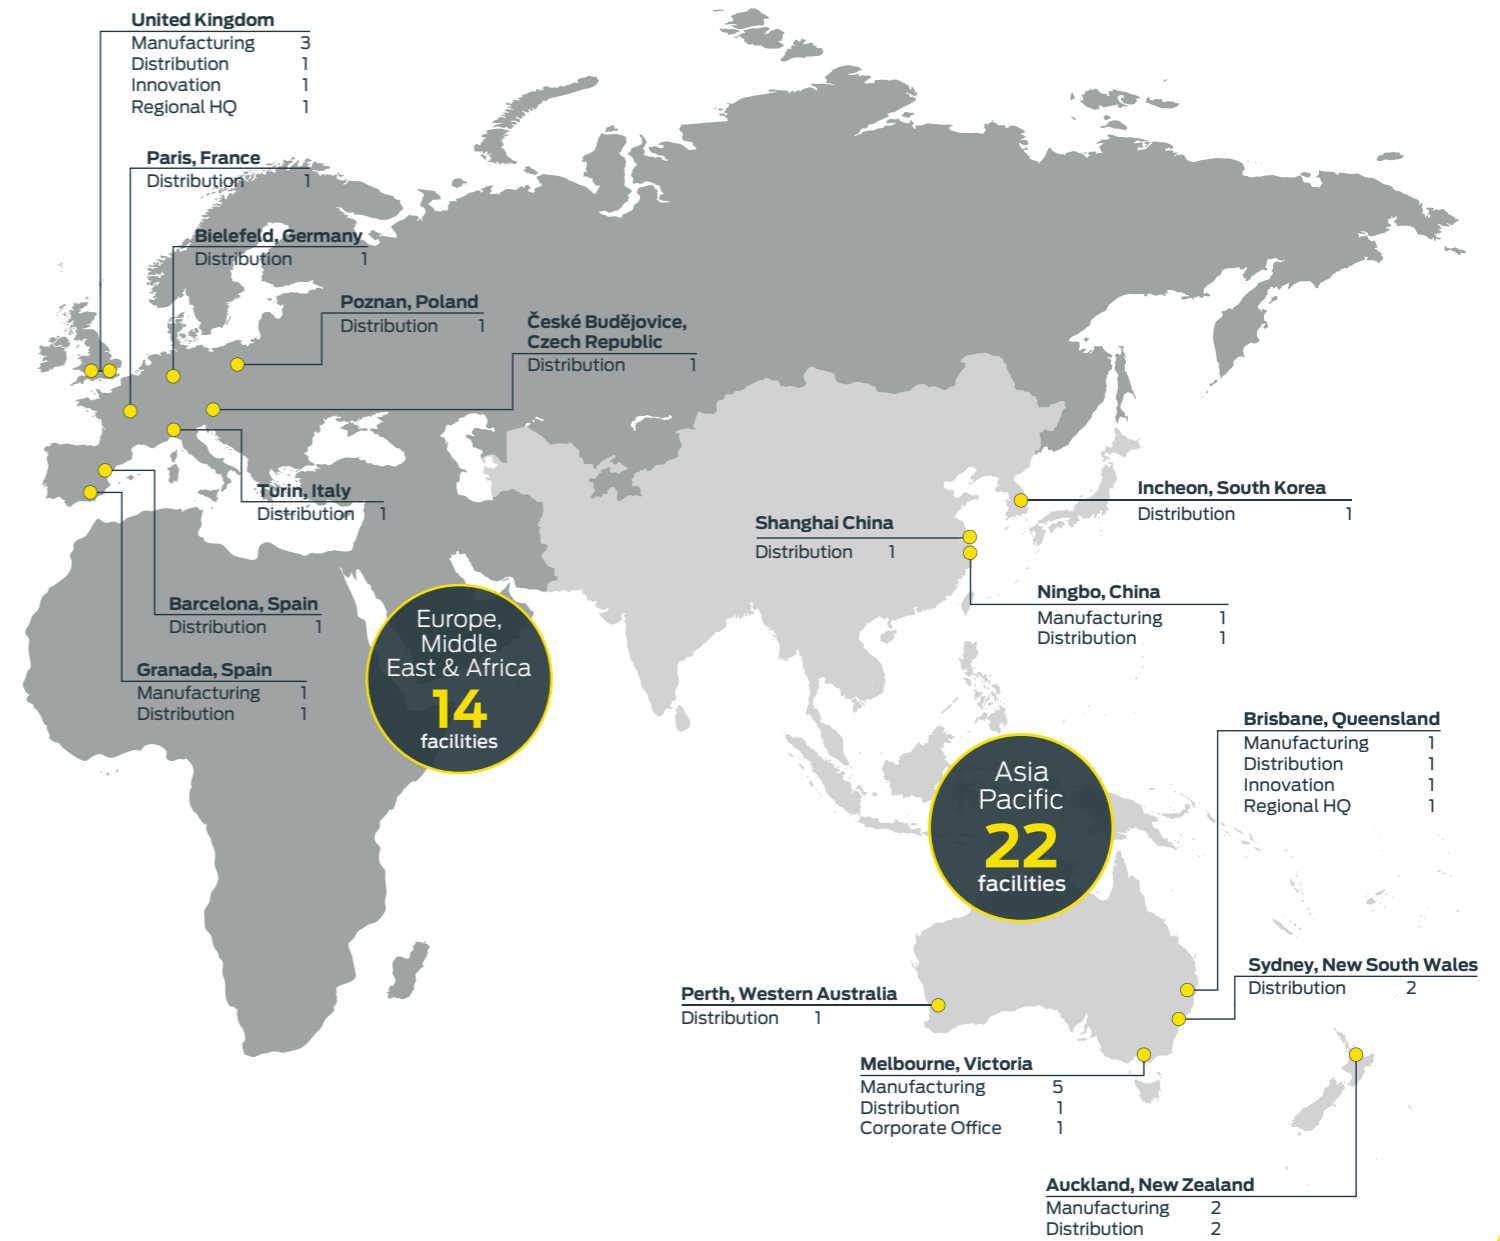 United Kingdom
Manufacturing 3
Distribution 1
Innovation 1
Regional HQ 1
Paris, France
Distribution 1
Bielefeld, Germany
Distribution 1
Poznan, Poland
Distribution 1
České Budějovice,
Czech Republic
Distribution 1
Turin, Italy
Distribution 1
Barcelona, Spain
Distribution 1
Granada, Spain
Manufacturing 1
Distribution 1
Europe,
Middle
East & Africa
14
facilities
Incheon, South Korea
Distribution 1
Shanghai China
Distribution 1
Ningbo, China
Manufacturing 1
Distribution 1
Asia
Pacific
22
facilities
Brisbane, Queensland
Manufacturing 1
Distribution 1
Innovation 1
Regional HQ 1
Sydney, New South Wales
Distribution 2
Perth, Western Australia
Distribution 1
Melbourne, Victoria
Manufacturing 5
Distribution 1
Corporate Office 1
Auckland, New Zealand
Manufacturing 2
Distribution 2